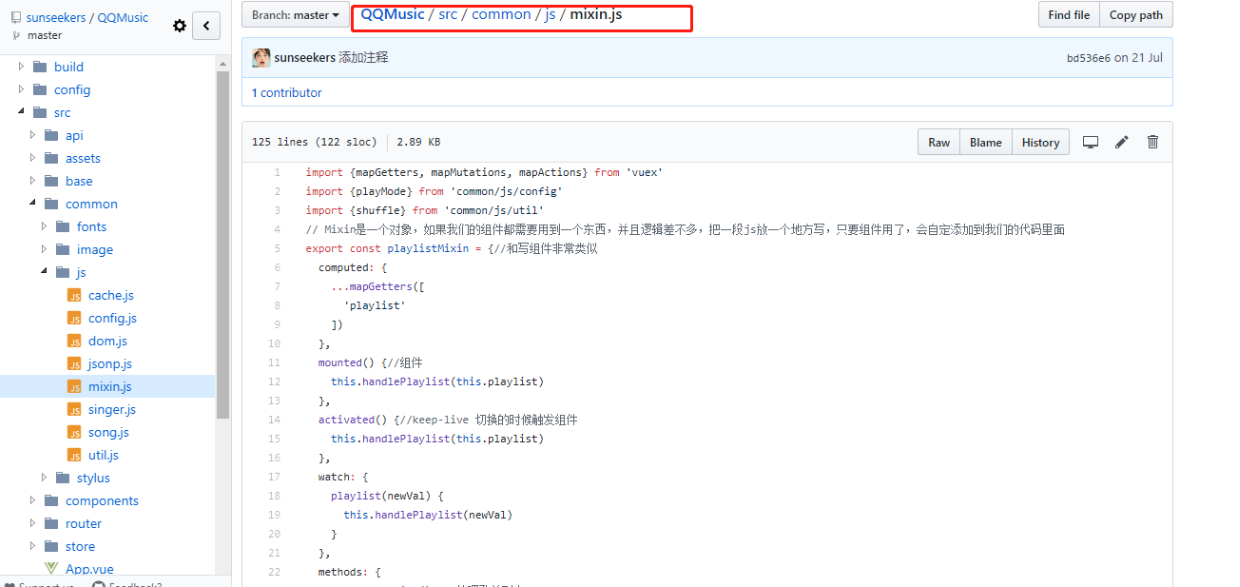 sunseekers / QQMusic
master
build
config
src
api
assets
base
common
fonts
image
js
cache.js
config.js
dom.js
jsonp.js
mixin.js
singer.js
song.js
util.js
stylus
components
router
store
App.vue
Branch: master
QQMusic / src / common / js / mixin.js
Find file
Copy path
sunseekers 添加注释
bd536e6 on 21 Jul
1 contributor
125 lines (122 sloc) 2.89 KB
Raw
Blame
History
1 import {mapGetters, mapMutations, mapActions} from 'vuex'
2 import {playMode} from 'common/js/config'
3 import {shuffle} from 'common/js/util'
4 // Mixin是一个对象，如果我们的组件都需要用到一个东西，并且逻辑差不多，把一段js放一个地方写，只要组件用了，会自定添加到我们的代码里面
5 export const playlistMixin = {//和写组件非常类似
6 computed: {
7 ...mapGetters([
8 'playlist'
9 ])
10 },
11 mounted() {//组件
12 this.handlePlaylist(this.playlist)
13 },
14 activated() {//keep-live 切换的时候触发组件
15 this.handlePlaylist(this.playlist)
16 },
17 watch: {
18 playlist(newVal) {
19 this.handlePlaylist(newVal)
20 }
21 },
22 methods: {